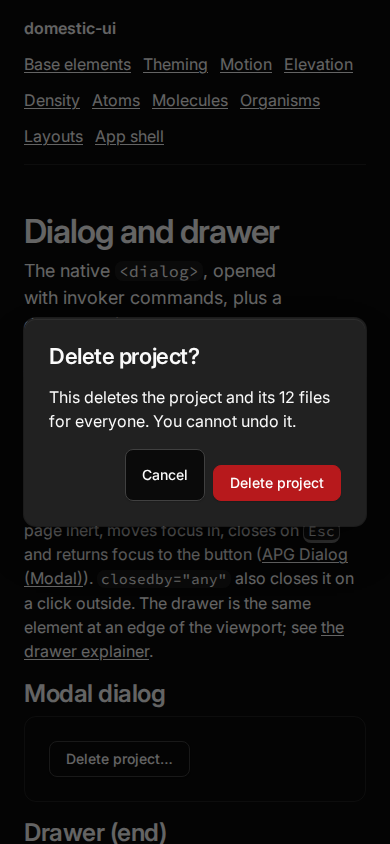 domestic-ui
Base elements Theming Motion Elevation
Density Atoms Molecules Organisms
Layouts App shell
Dialog and drawer
The native <dialog>, opened
with invoker commands, plus a
Delete project?
This deletes the project and its 12 files
for everyone. You cannot undo it.
Cancel Delete project
page inert, moves focus in, closes on Esc
and returns focus to the button (APG Dialog
(Modal)). closedby="any" also closes it on
a click outside. The drawer is the same
element at an edge of the viewport; see the
drawer explainer.
Modal dialog
Delete project...
Drawer (end)